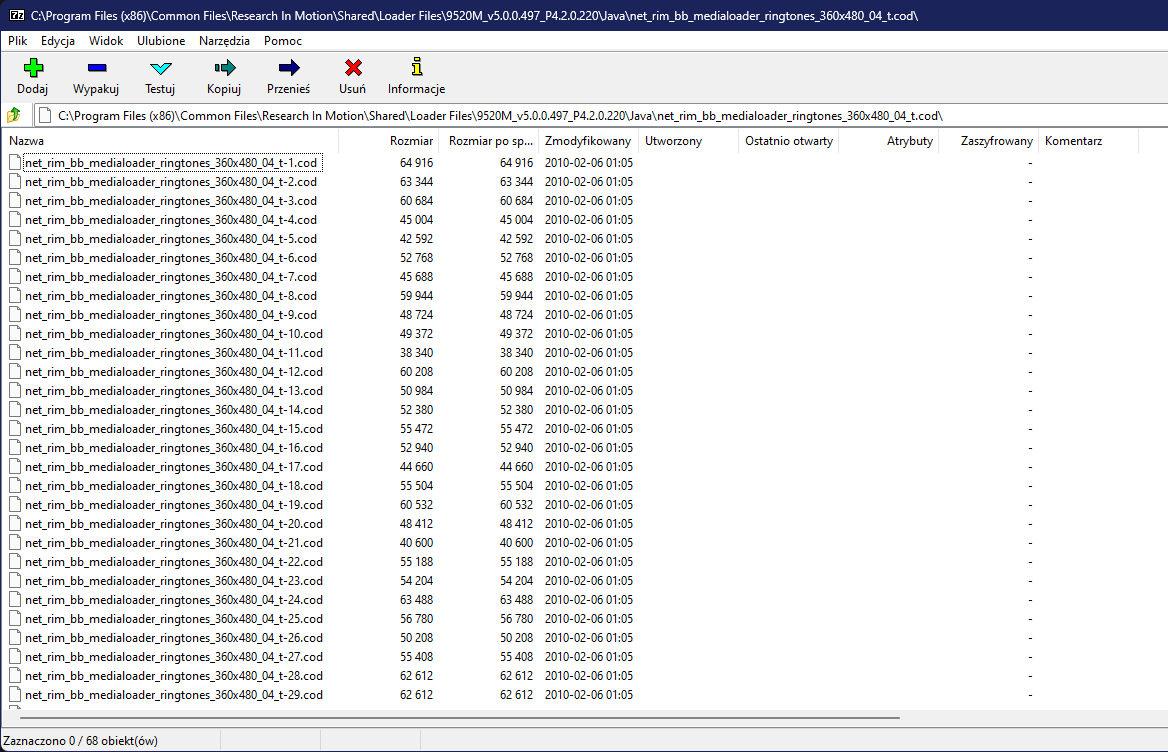 C:\Program Files (x86)\Common Files\Research In Motion\Shared\Loader Files\9520M_v5.0.0.497_P4.2.0.220\Java\net_rim_bb_medialoader_ringtones_360x480_04_t.cod\
Plik Edycja Widok Ulubione Narzędzia Pomoc
Dodaj Wypakuj Testuj Kopiuj Przenieś Usuń Informacje
C:\Program Files (x86)\Common Files\Research In Motion\Shared\Loader Files\9520M_v5.0.0.497_P4.2.0.220\Java\net_rim_bb_medialoader_ringtones_360x480_04_t.cod\
Nazwa Rozmiar Rozmiar po sp... Zmodyfikowany Utworzony Ostatnio otwarty Atrybuty Zaszyfrowany Komentarz
net_rim_bb_medialoader_ringtones_360x480_04_t-1.cod 64 916 64 916 2010-02-06 01:05 -
net_rim_bb_medialoader_ringtones_360x480_04_t-2.cod 63 344 63 344 2010-02-06 01:05 -
net_rim_bb_medialoader_ringtones_360x480_04_t-3.cod 60 684 60 684 2010-02-06 01:05 -
net_rim_bb_medialoader_ringtones_360x480_04_t-4.cod 45 004 45 004 2010-02-06 01:05 -
net_rim_bb_medialoader_ringtones_360x480_04_t-5.cod 42 592 42 592 2010-02-06 01:05 -
net_rim_bb_medialoader_ringtones_360x480_04_t-6.cod 52 768 52 768 2010-02-06 01:05 -
net_rim_bb_medialoader_ringtones_360x480_04_t-7.cod 45 688 45 688 2010-02-06 01:05 -
net_rim_bb_medialoader_ringtones_360x480_04_t-8.cod 59 944 59 944 2010-02-06 01:05 -
net_rim_bb_medialoader_ringtones_360x480_04_t-9.cod 48 724 48 724 2010-02-06 01:05 -
net_rim_bb_medialoader_ringtones_360x480_04_t-10.cod 49 372 49 372 2010-02-06 01:05 -
net_rim_bb_medialoader_ringtones_360x480_04_t-11.cod 38 340 38 340 2010-02-06 01:05 -
net_rim_bb_medialoader_ringtones_360x480_04_t-12.cod 60 208 60 208 2010-02-06 01:05 -
net_rim_bb_medialoader_ringtones_360x480_04_t-13.cod 50 984 50 984 2010-02-06 01:05 -
net_rim_bb_medialoader_ringtones_360x480_04_t-14.cod 52 380 52 380 2010-02-06 01:05 -
net_rim_bb_medialoader_ringtones_360x480_04_t-15.cod 55 472 55 472 2010-02-06 01:05 -
net_rim_bb_medialoader_ringtones_360x480_04_t-16.cod 52 940 52 940 2010-02-06 01:05 -
net_rim_bb_medialoader_ringtones_360x480_04_t-17.cod 44 660 44 660 2010-02-06 01:05 -
net_rim_bb_medialoader_ringtones_360x480_04_t-18.cod 55 504 55 504 2010-02-06 01:05 -
net_rim_bb_medialoader_ringtones_360x480_04_t-19.cod 60 532 60 532 2010-02-06 01:05 -
net_rim_bb_medialoader_ringtones_360x480_04_t-20.cod 48 412 48 412 2010-02-06 01:05 -
net_rim_bb_medialoader_ringtones_360x480_04_t-21.cod 40 600 40 600 2010-02-06 01:05 -
net_rim_bb_medialoader_ringtones_360x480_04_t-22.cod 55 188 55 188 2010-02-06 01:05 -
net_rim_bb_medialoader_ringtones_360x480_04_t-23.cod 54 204 54 204 2010-02-06 01:05 -
net_rim_bb_medialoader_ringtones_360x480_04_t-24.cod 63 488 63 488 2010-02-06 01:05 -
net_rim_bb_medialoader_ringtones_360x480_04_t-25.cod 56 780 56 780 2010-02-06 01:05 -
net_rim_bb_medialoader_ringtones_360x480_04_t-26.cod 50 208 50 208 2010-02-06 01:05 -
net_rim_bb_medialoader_ringtones_360x480_04_t-27.cod 55 408 55 408 2010-02-06 01:05 -
net_rim_bb_medialoader_ringtones_360x480_04_t-28.cod 62 612 62 612 2010-02-06 01:05 -
net_rim_bb_medialoader_ringtones_360x480_04_t-29.cod 62 612 62 612 2010-02-06 01:05 -
Zaznaczono 0 / 68 obiekt(ów)